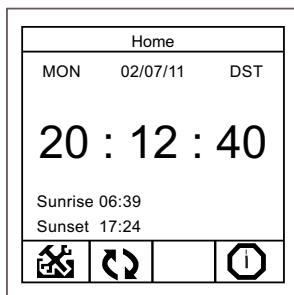 Home
MON 02/07/11 DST
20 : 12 : 40
Sunrise 06:39
Sunset 17:24
i